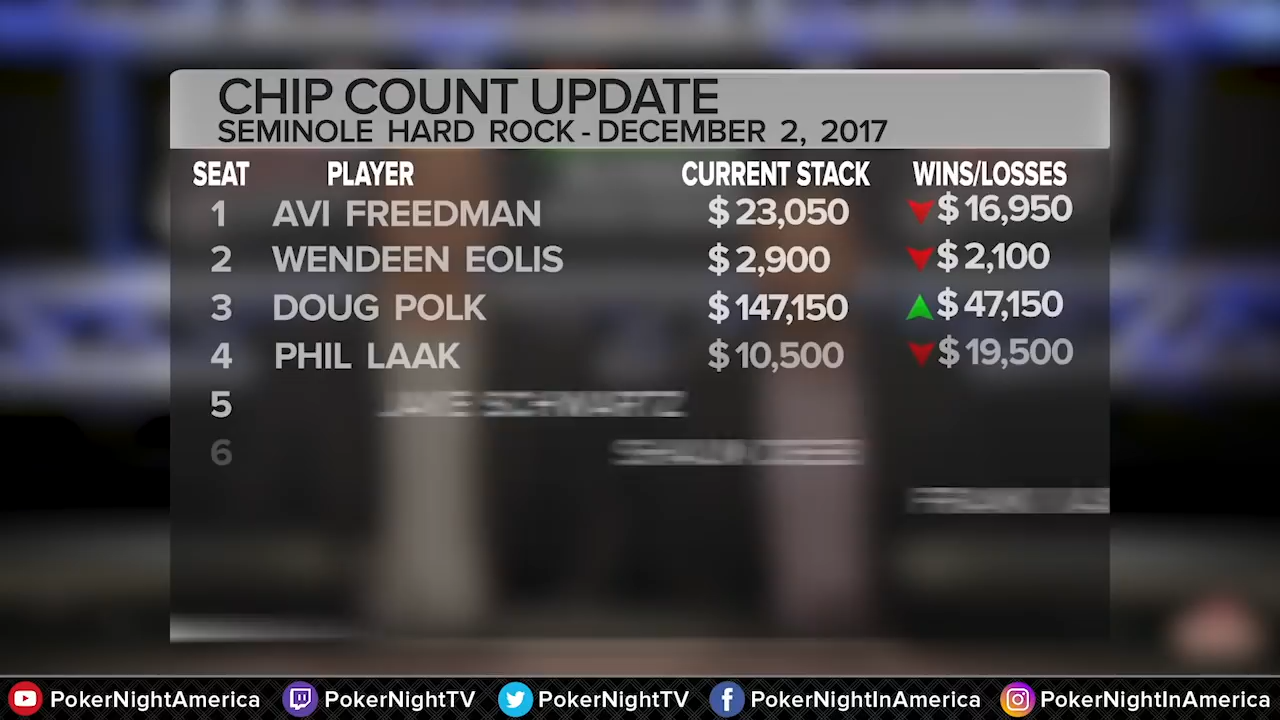 CHIP COUNT UPDATE
SEMINOLE HARD ROCK - DECEMBER 2, 2017
SEAT PLAYER CURRENT STACK WINS/LOSSES
1 AVI FREEDMAN $ 23,050 $ 16,950
2 WENDEEN EOLIS $ 2,900 $ 2,100
3 DOUG POLK $ 147,150 $ 47,150
4 PHIL LAAK $ 10,500 $ 19,500
5 SCHWARTZ
6
PokerNightAmerica PokerNightTV PokerNightTV PokerNightInAmerica PokerNightInAmerica